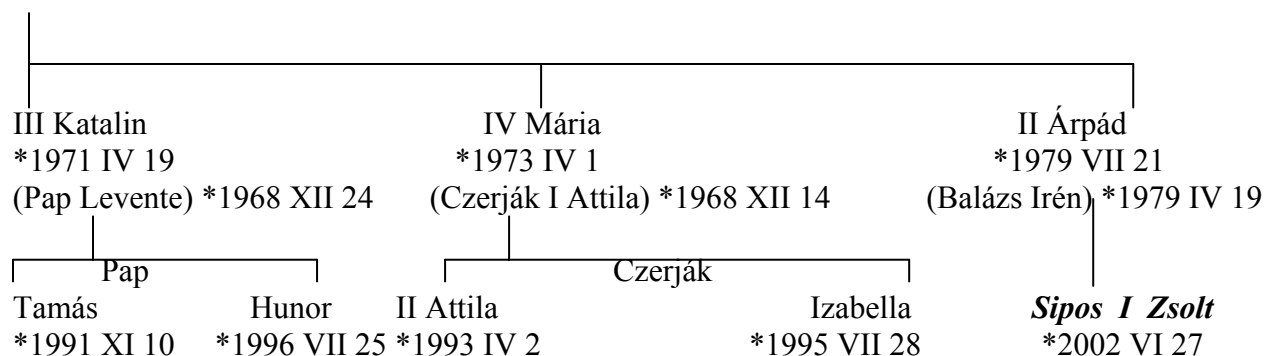 III Katalin IV Mária II Árpád
*1971 IV 19 *1973 IV 1 *1979 VII 21
(Pap Levente) *1968 XII 24 (Czerják I Attila) *1968 XII 14 (Balázs Irén) *1979 IV 19
Pap Czerják
Tamás Hunor II Attila Izabella Sipos I Zsolt
*1991 XI 10 *1996 VII 25 *1993 IV 2 *1995 VII 28 *2002 VI 27